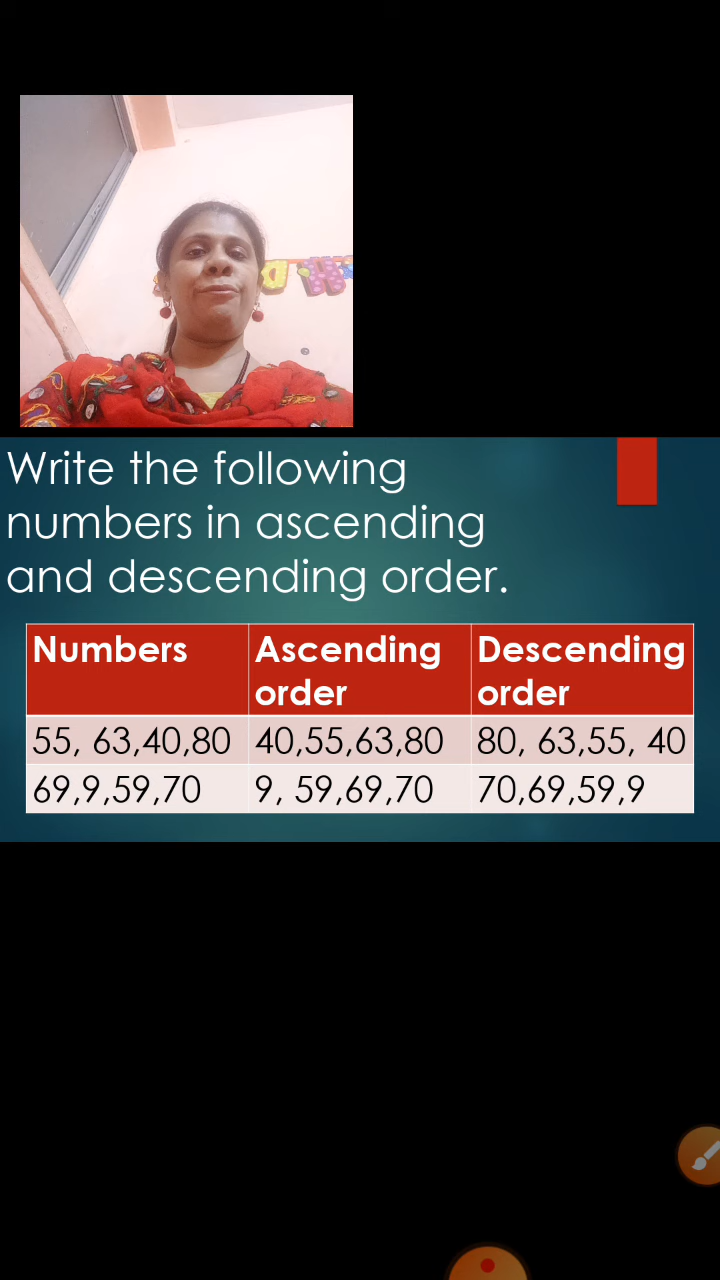 H
Write the following
numbers in ascending
and descending order.
Numbers Ascending order Descending order
55, 63,40,80 40,55,63,80 80, 63,55, 40
69,9,59,70 9, 59,69,70 70,69,59,9